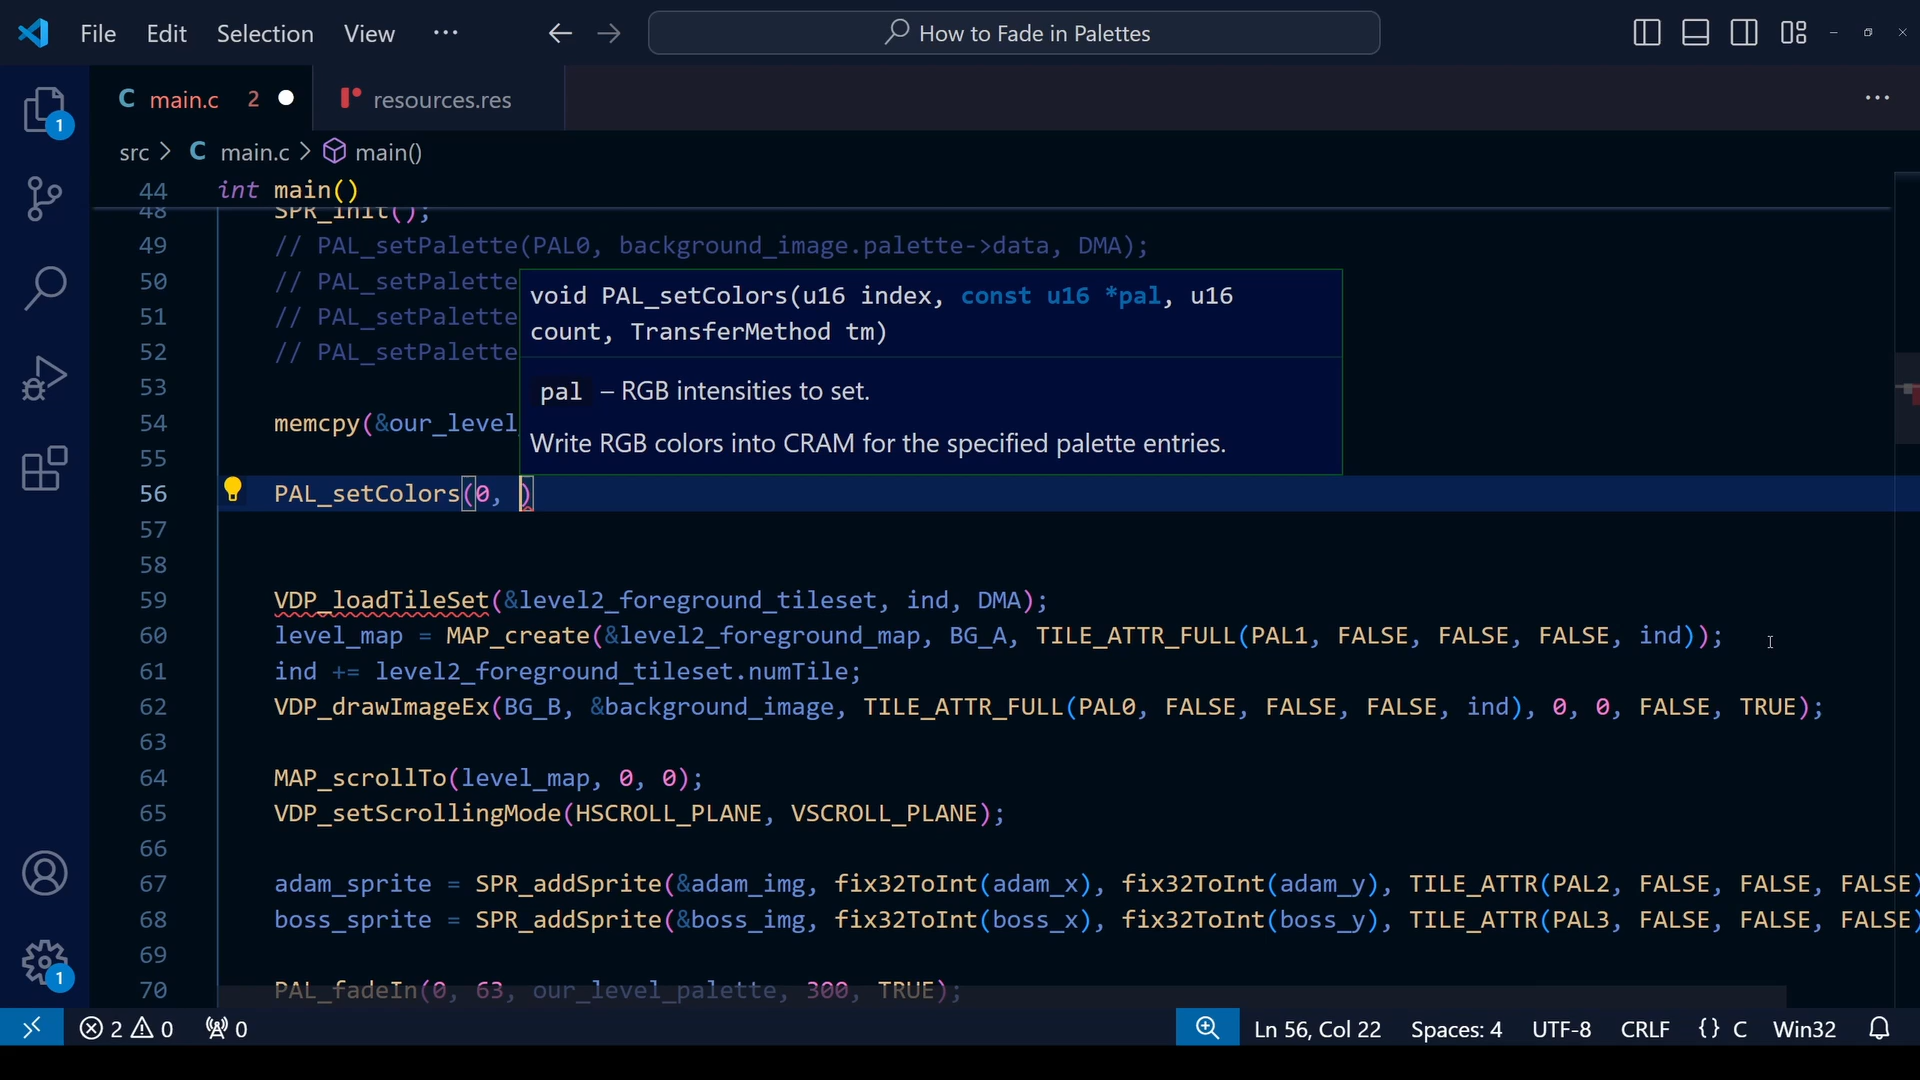 File Edit Selection View ··· How to Fade in Palettes
C main.c 2 resources.res ···
1
src > C main.c > main()
44 int main()
48 SPR_init();
49 // PAL_setPalette(PAL0, background_image.palette->data, DMA);
50 // PAL_setPalette
51 // PAL_setPalette
52 // PAL_setPalette
void PAL_setColors(u16 index, const u16 *pal, u16
count, TransferMethod tm)
pal – RGB intensities to set.
Write RGB colors into CRAM for the specified palette entries.
53
54 memcpy(&our_level
55
56 PAL_setColors(0, )
57
58
59 VDP_loadTileSet(&level2_foreground_tileset, ind, DMA);
60 level_map = MAP_create(&level2_foreground_map, BG_A, TILE_ATTR_FULL(PAL1, FALSE, FALSE, FALSE, ind));
61 ind += level2_foreground_tileset.numTile;
62 VDP_drawImageEx(BG_B, &background_image, TILE_ATTR_FULL(PAL0, FALSE, FALSE, FALSE, ind), 0, 0, FALSE, TRUE);
63
64 MAP_scrollTo(level_map, 0, 0);
65 VDP_setScrollingMode(HSCROLL_PLANE, VSCROLL_PLANE);
66
67 adam_sprite = SPR_addSprite(&adam_img, fix32ToInt(adam_x), fix32ToInt(adam_y), TILE_ATTR(PAL2, FALSE, FALSE, FALSE)
68 boss_sprite = SPR_addSprite(&boss_img, fix32ToInt(boss_x), fix32ToInt(boss_y), TILE_ATTR(PAL3, FALSE, FALSE, FALSE)
69
70 PAL_fadeIn(0, 63, our_level_palette, 300, TRUE);
1
2 0 0 Ln 56, Col 22 Spaces: 4 UTF-8 CRLF {} C Win32